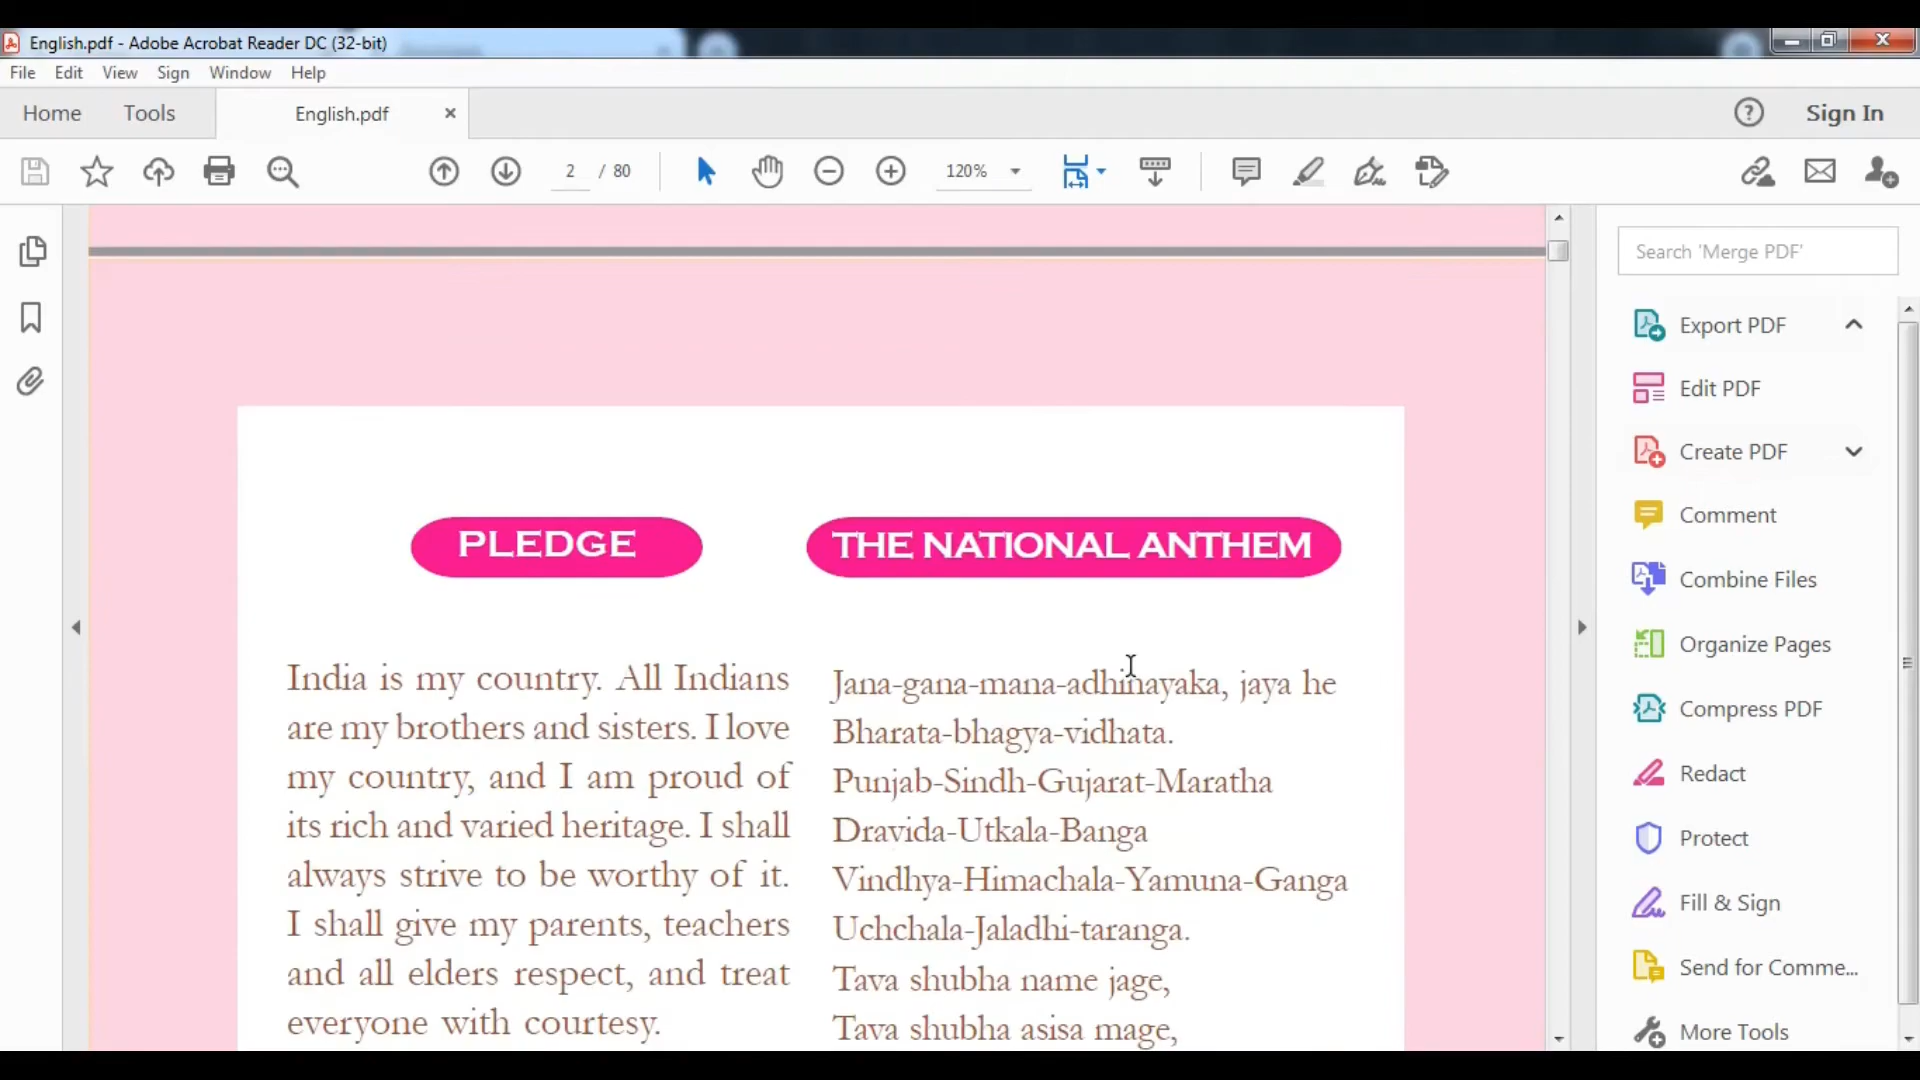 English.pdf - Adobe Acrobat Reader DC (32-bit)
File Edit View Sign Window Help
Home Tools English.pdf × ? Sign In
2 / 80 120%
Search 'Merge PDF'
Export PDF
Edit PDF
Create PDF
Comment
Combine Files
Organize Pages
Compress PDF
Redact
Protect
Fill & Sign
Send for Comme...
More Tools
PLEDGE
India is my country. All Indians
are my brothers and sisters. I love
my country, and I am proud of
its rich and varied heritage. I shall
always strive to be worthy of it.
I shall give my parents, teachers
and all elders respect, and treat
everyone with courtesy.
THE NATIONAL ANTHEM
Jana-gana-mana-adhinayaka, jaya he
Bharata-bhagya-vidhata.
Punjab-Sindh-Gujarat-Maratha
Dravida-Utkala-Banga
Vindhya-Himachala-Yamuna-Ganga
Uchchala-Jaladhi-taranga.
Tava shubha name jage,
Tava shubha asisa mage,